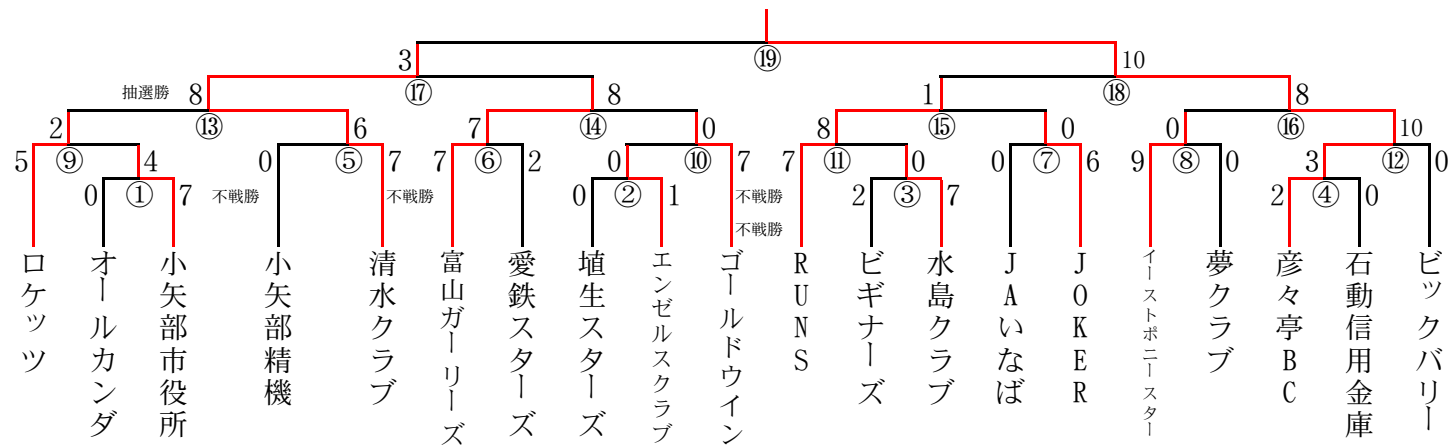 ⑲
3 10
⑰ ⑱
抽選勝 8 8 1 8
⑬ ⑭ ⑮ ⑯
2 6 7 0 8 0 0 10
5 ⑨ 4 0 ⑤ 7 7 ⑥ 2 0 ⑩ 7 7 ⑪ 0 0 ⑦ 6 9 ⑧ 0 3 ⑫ 0
0 ① 7 不戦勝 不戦勝 ② 1 不戦勝 ③ 7 2 ④ 0
0
不戦勝
ロケッツ
オールカンダ
小矢部市役所
小矢部精機
清水クラブ
富山ガーリーズ
愛鉄スターズ
埴生スターズ
エンゼルスクラブ
ゴールドウイン
RUNS
ビギナーズ
水島クラブ
JAいなば
JOKER
イーストポニースター
夢クラブ
彦々亭BC
石動信用金庫
ビックバリー